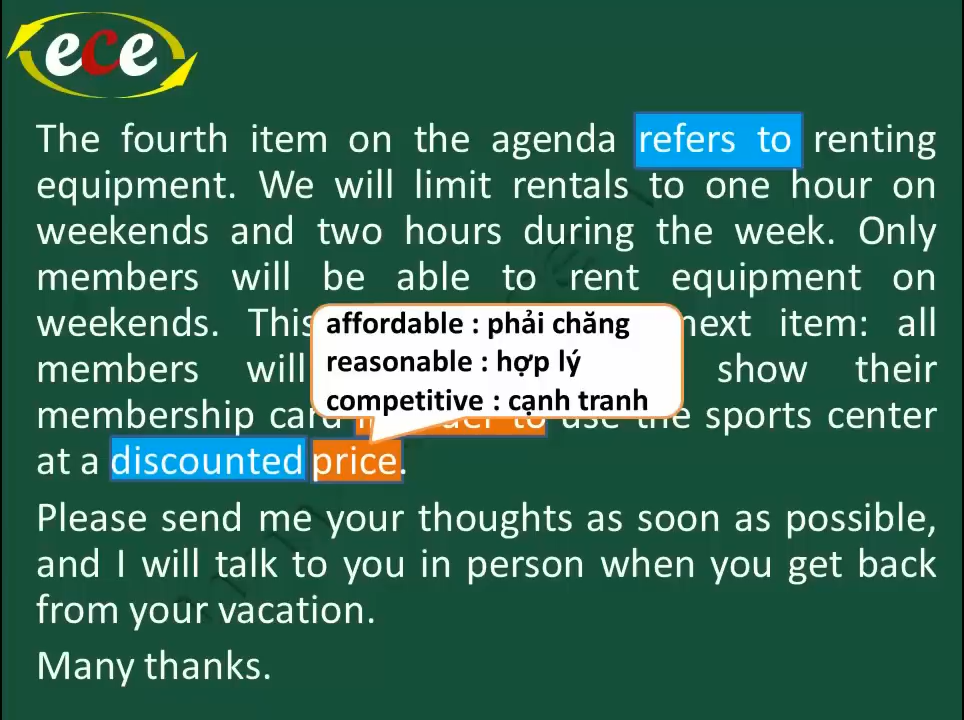 ece
The fourth item on the agenda refers to renting
equipment. We will limit rentals to one hour on
weekends and two hours during the week. Only
members will be able to rent equipment on
weekends. This next item: all
members will show their
membership card to use the sports center
at a discounted price.
affordable : phải chăng
reasonable : hợp lý
competitive : cạnh tranh
Please send me your thoughts as soon as possible,
and I will talk to you in person when you get back
from your vacation.
Many thanks.